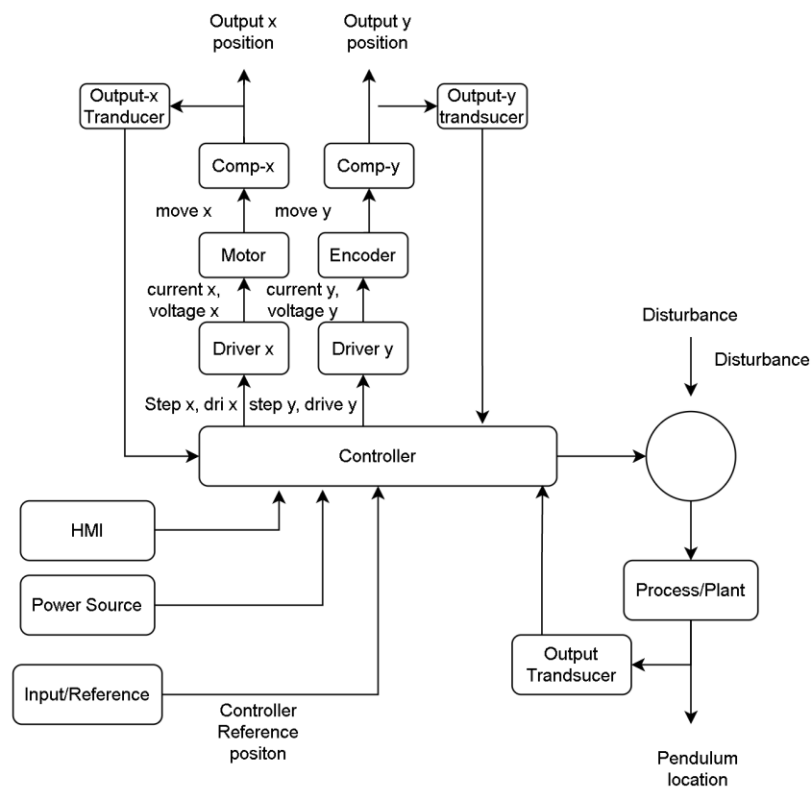 Output x
position
Output y
position
Output-x
Tranducer
Output-y
trandsucer
Comp-x
Comp-y
move x
move y
Motor
Encoder
current x,
voltage x
current y,
voltage y
Disturbance
Driver x
Driver y
Disturbance
Step x, dri x
step y, drive y
Controller
HMI
Power Source
Process/Plant
Output
Trandsucer
Input/Reference
Controller
Reference
positon
Pendulum
location